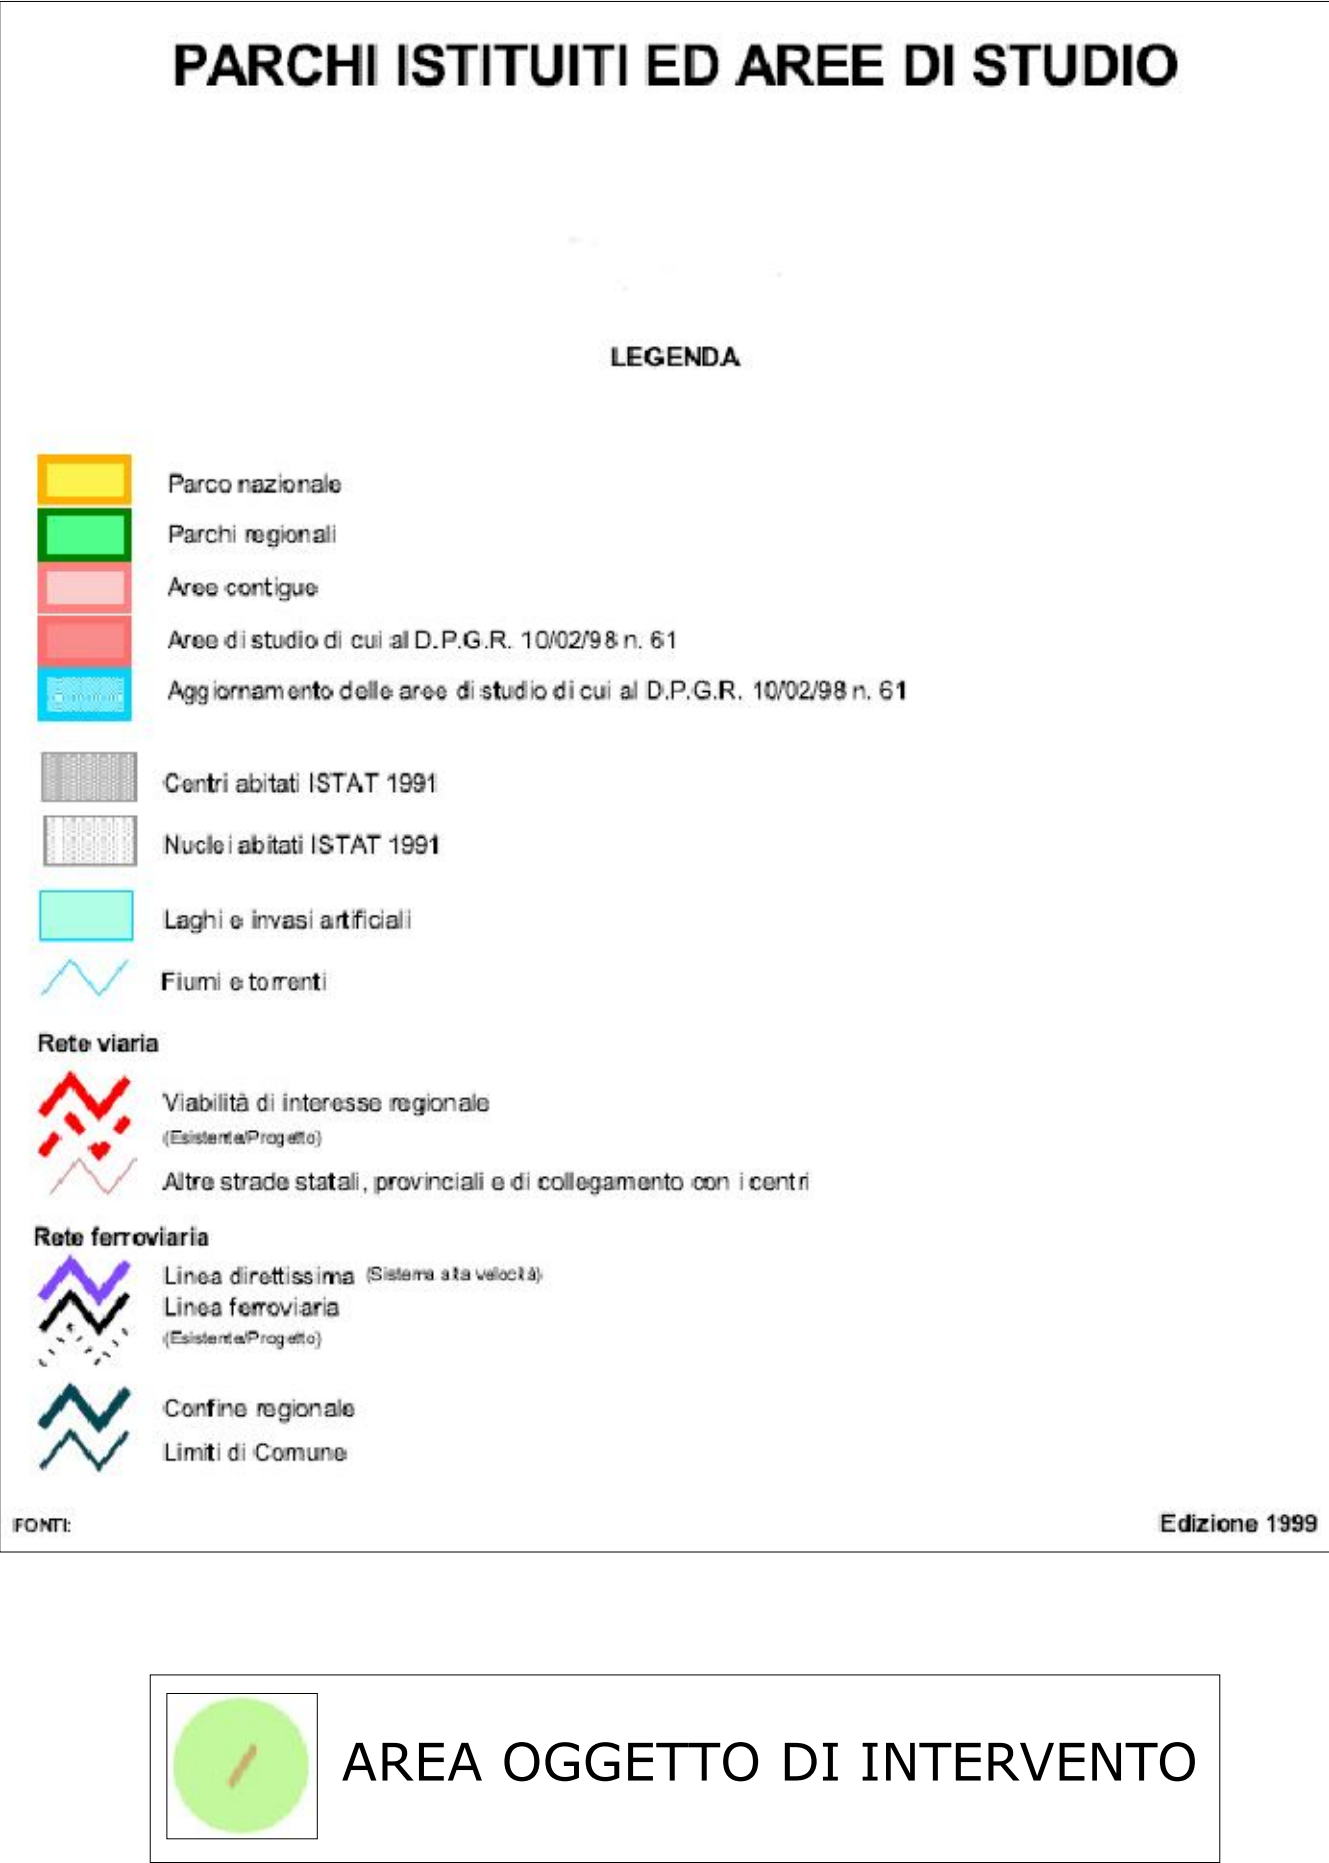 PARCHI ISTITUITI ED AREE DI STUDIO
LEGENDA
Parco nazionale
Parchi regionali
Aree contigue
Aree di studio di cui al D.P.G.R. 10/02/98 n. 61
Aggiornamento delle aree di studio di cui al D.P.G.R. 10/02/98 n. 61
Centri abitati ISTAT 1991
Nuclei abitati ISTAT 1991
Laghi e invasi artificiali
Fiumi e torrenti
Rete viaria
Viabilità di interesse regionale
(Esistente/Progetto)
Altre strade statali, provinciali e di collegamento con i centri
Rete ferroviaria
Linea direttissima (Sistema alta velocità)
Linea ferroviaria
(Esistente/Progetto)
Confine regionale
Limiti di Comune
FONTI:
Edizione 1999
AREA OGGETTO DI INTERVENTO